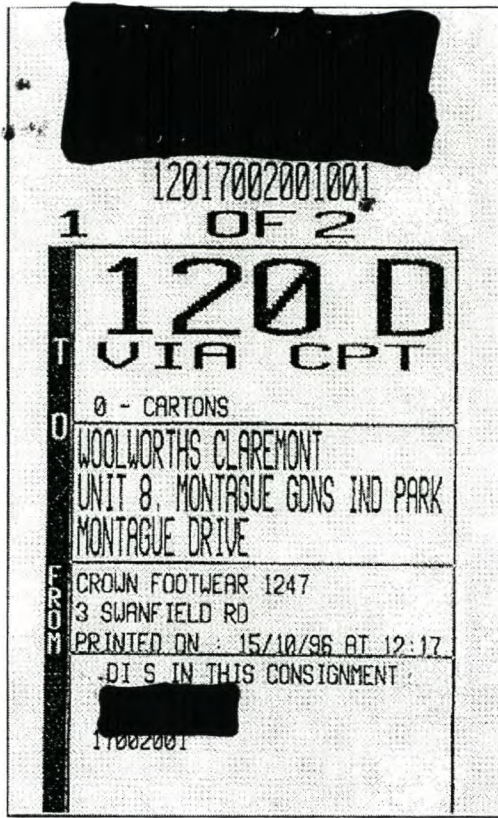 12017002001001
1 OF 2
120 D
VIA CPT
0 - CARTONS
TO
WOOLWORTHS CLAREMONT
UNIT 8, MONTAGUE GDNS IND PARK
MONTAGUE DRIVE
FROM
CROWN FOOTWEAR 1247
3 SWANFIELD RD
PRINTED ON : 15/10/96 AT 12:17
DI S IN THIS CONSIGNMENT :
17002001